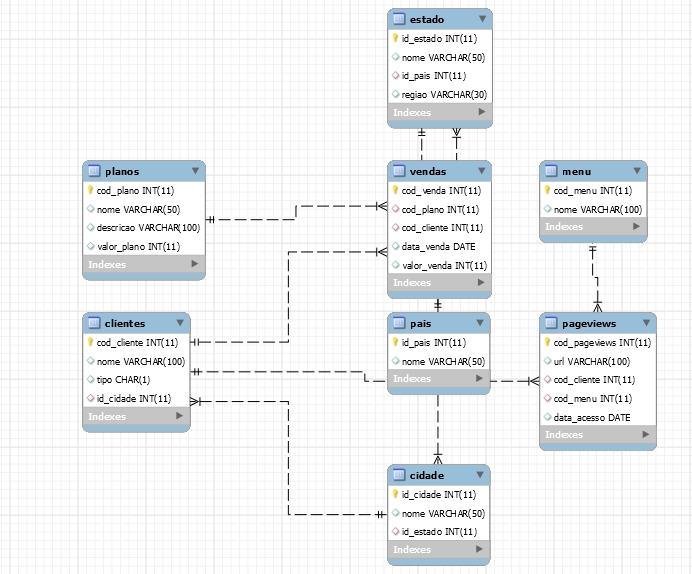 estado
id_estado INT(11)
nome VARCHAR(50)
id_pais INT(11)
regiao VARCHAR(30)
Indexes
planos
cod_plano INT(11)
nome VARCHAR(50)
descricao VARCHAR(100)
valor_plano INT(11)
Indexes
vendas
cod_venda INT(11)
cod_plano INT(11)
cod_cliente INT(11)
data_venda DATE
valor_venda INT(11)
Indexes
menu
cod_menu INT(11)
nome VARCHAR(100)
Indexes
clientes
cod_cliente INT(11)
nome VARCHAR(100)
tipo CHAR(1)
id_cidade INT(11)
Indexes
pais
id_pais INT(11)
nome VARCHAR(50)
Indexes
pageviews
cod_pageviews INT(11)
url VARCHAR(100)
cod_cliente INT(11)
cod_menu INT(11)
data_acesso DATE
Indexes
cidade
id_cidade INT(11)
nome VARCHAR(50)
id_estado INT(11)
Indexes